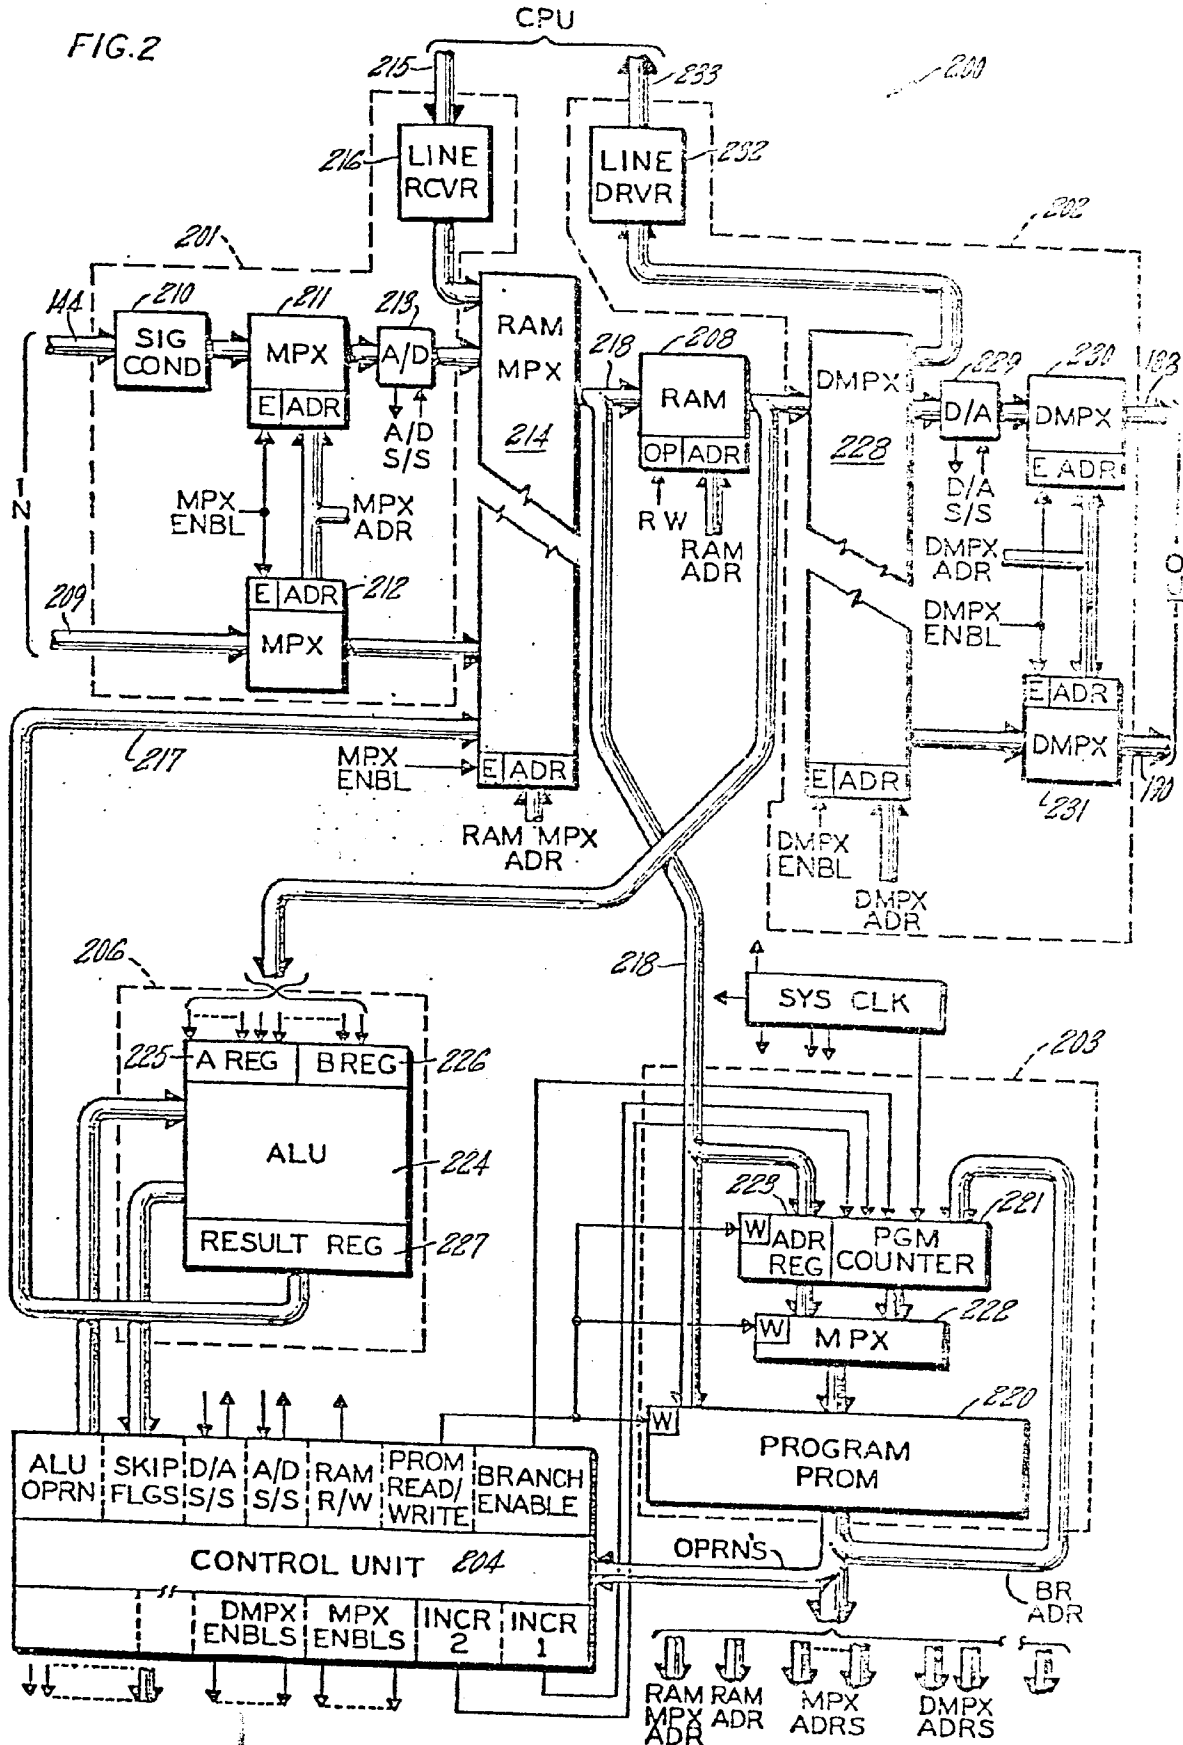 FIG.2
CPU
215
233
200
216
LINE
RCVR
LINE
DRVR
232
201
202
144
210
SIG
COND
211
MPX
E ADR
213
A/D
A/D
S/S
RAM
MPX
214
218
208
RAM
OP ADR
R W
RAM
ADR
DMPX
228
229
D/A
D/A
S/S
230
DMPX
E ADR
IN
MPX
ENBL
MPX
ADR
DMPX
ADR
DMPX
ENBL
209
E ADR
MPX
212
E ADR
DMPX
231
190
217
MPX
ENBL
E ADR
RAM MPX
ADR
E ADR
DMPX
ENBL
DMPX
ADR
206
218
SYS CLK
203
225
A REG
B REG
226
ALU
224
RESULT REG
227
223
W ADR
REG
PGM
COUNTER
221
W MPX
222
W
PROGRAM
PROM
220
ALU
OPRN
SKIP
FLGS
D/A
S/S
A/D
S/S
RAM
R/W
PROM
READ/
WRITE
BRANCH
ENABLE
CONTROL UNIT 204
OPRN'S
BR
ADR
DMPX
ENBLS
MPX
ENBLS
INCR
2
INCR
1
RAM
MPX
ADR
RAM
ADR
MPX
ADRS
DMPX
ADRS